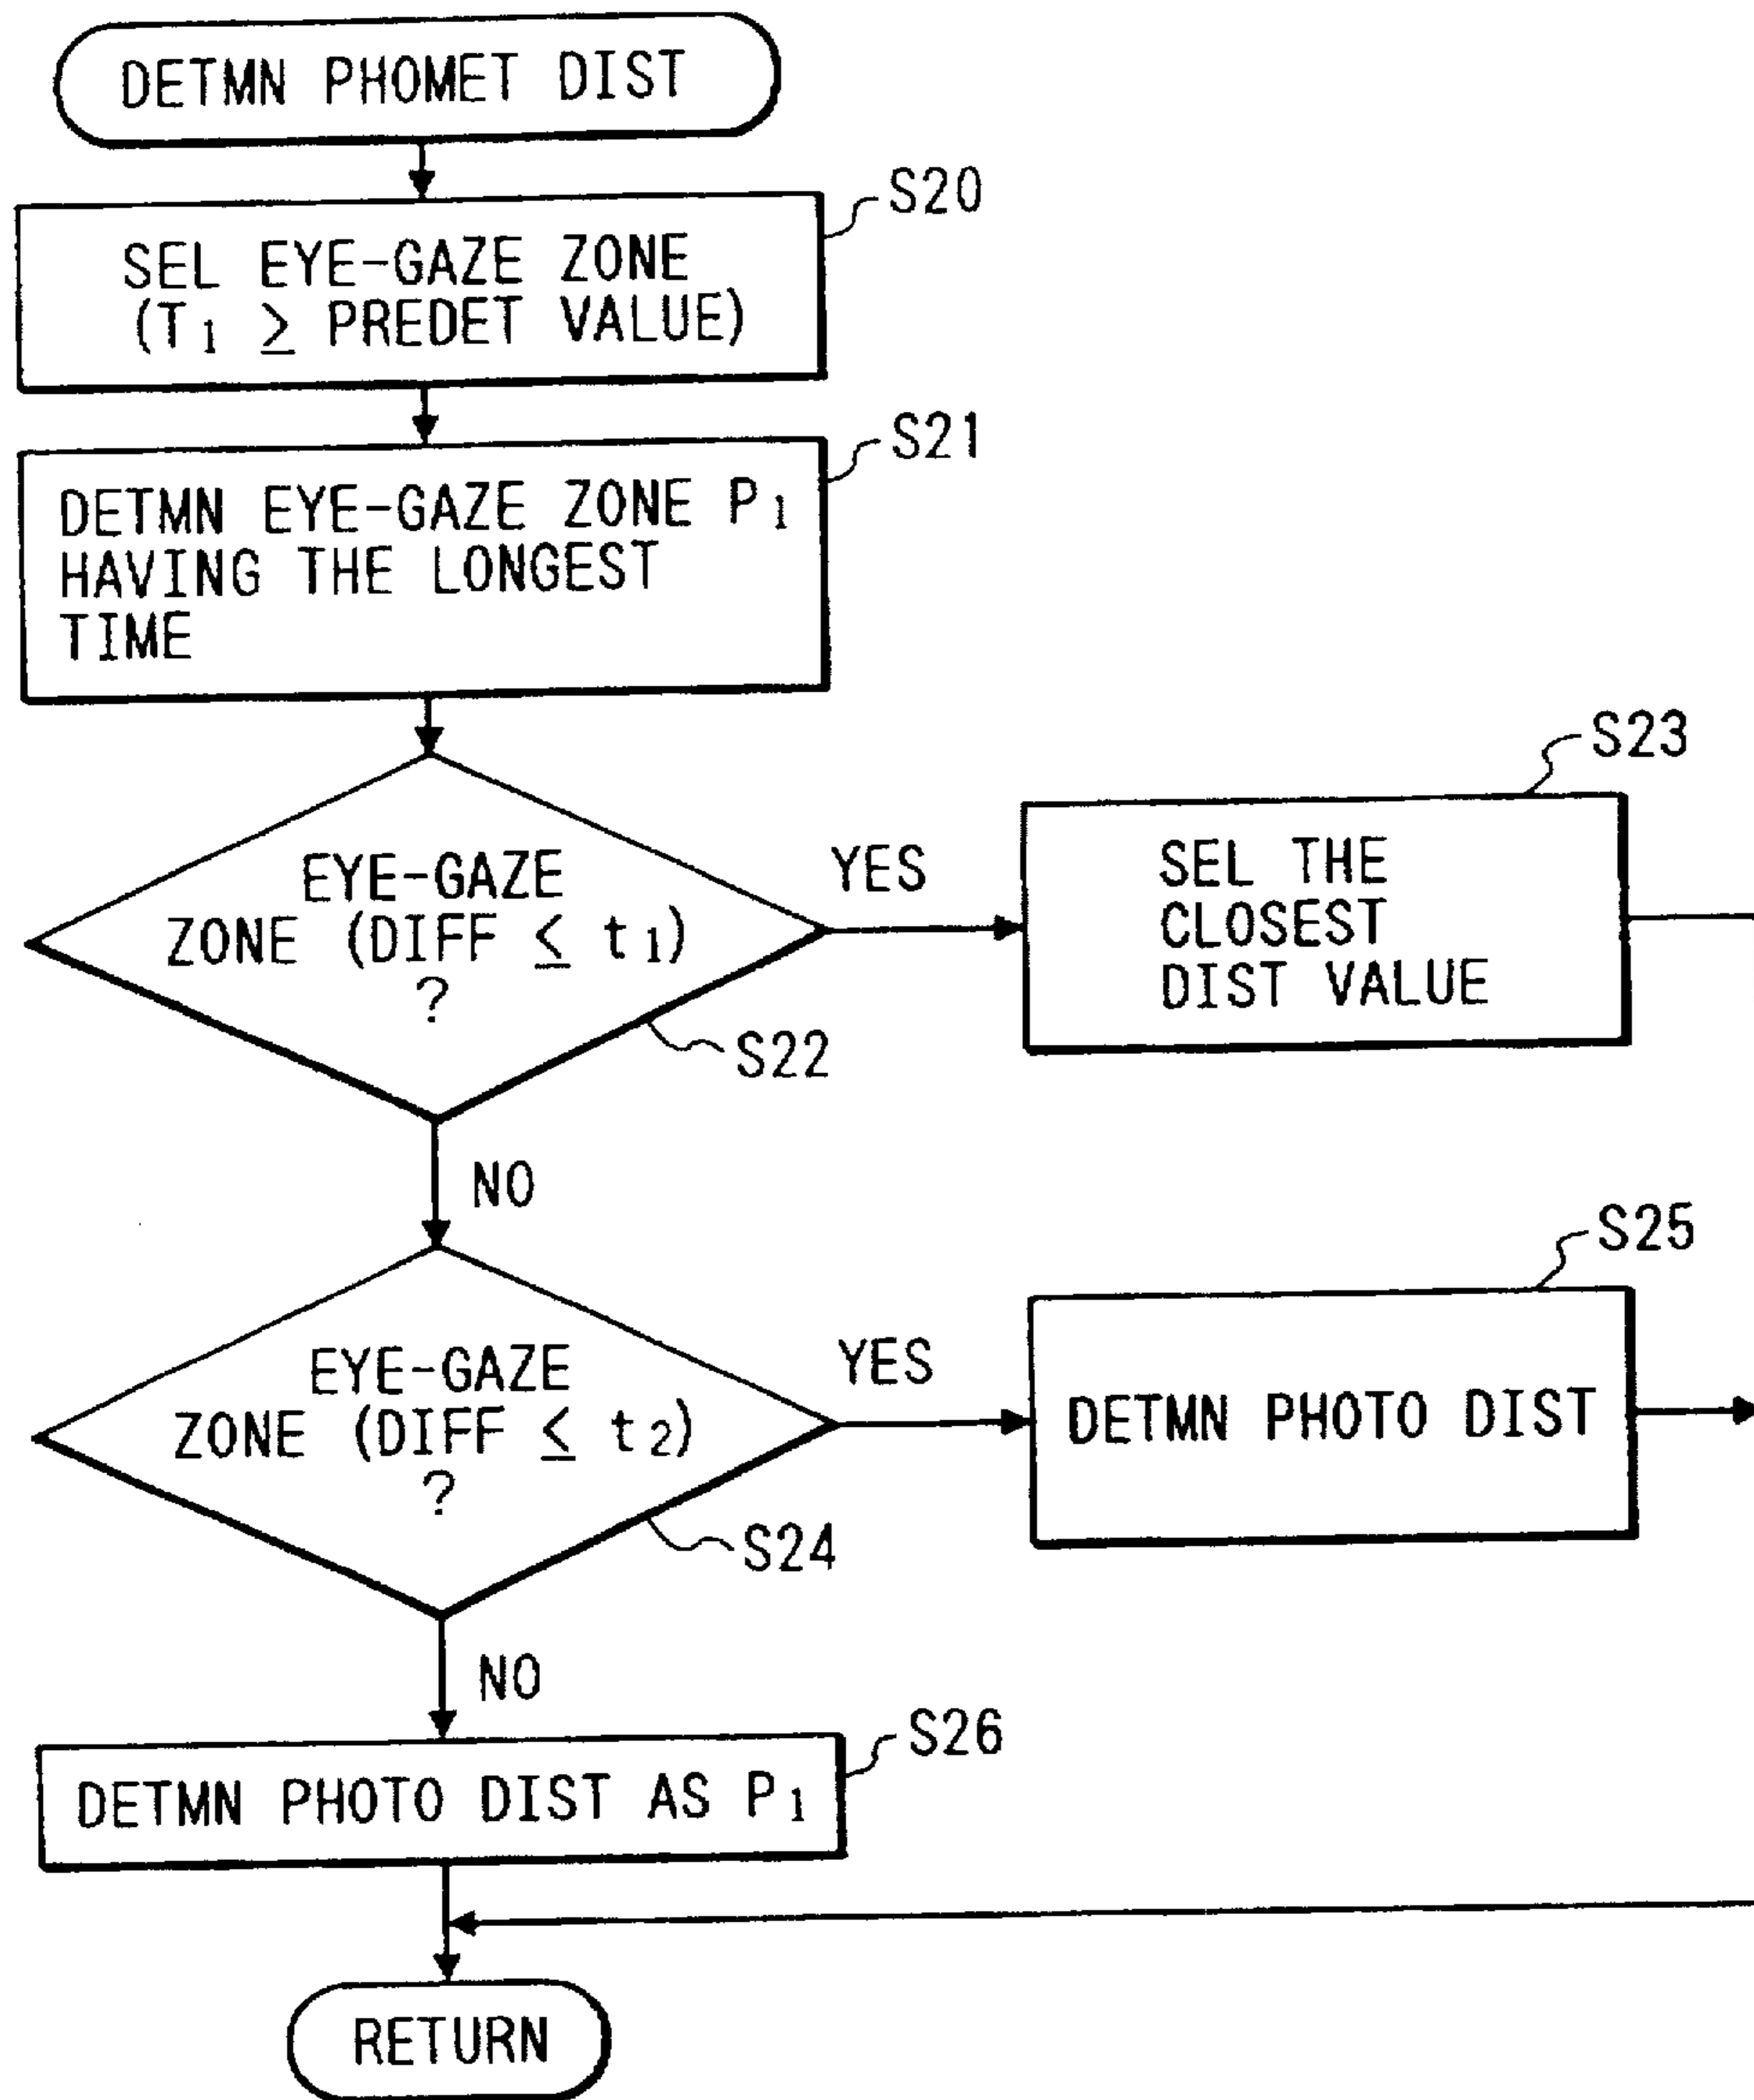 DETMN PHOMET DIST
S20
SEL EYE-GAZE ZONE
(T₁ ≥ PREDET VALUE)
S21
DETMN EYE-GAZE ZONE P₁
HAVING THE LONGEST
TIME
EYE-GAZE
ZONE (DIFF ≤ t₁)
?
S22
YES
S23
SEL THE
CLOSEST
DIST VALUE
NO
EYE-GAZE
ZONE (DIFF ≤ t₂)
?
S24
YES
S25
DETMN PHOTO DIST
NO
S26
DETMN PHOTO DIST AS P₁
RETURN